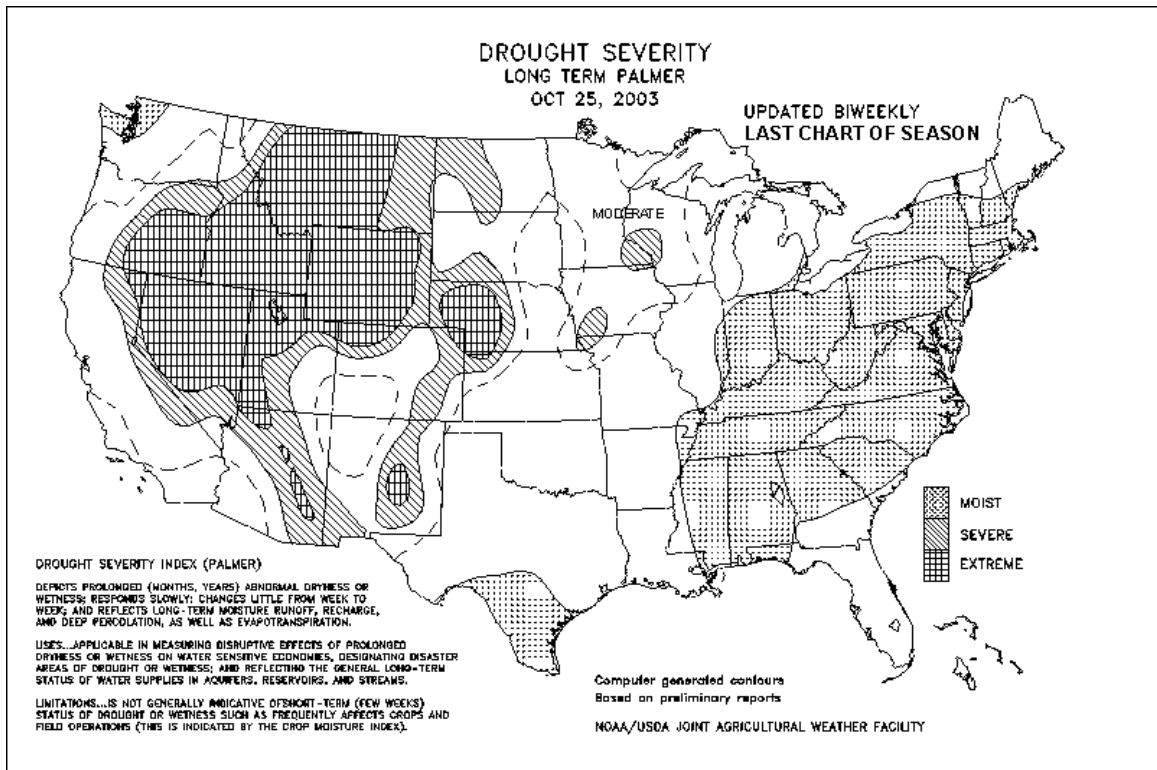 DROUGHT SEVERITY
LONG TERM PALMER
OCT 25, 2003
UPDATED BIWEEKLY
LAST CHART OF SEASON
MODERATE
MOIST
SEVERE
EXTREME
DROUGHT SEVERITY INDEX (PALMER)
DEPICTS PROLONGED (MONTHS, YEARS) ABNORMAL DRYNESS OR
WETNESS; RESPONDS SLOWLY; CHANGES LITTLE FROM WEEK TO
WEEK; AND REFLECTS LONG-TERM MOISTURE RUNOFF, RECHARGE,
AND DEEP PERCOLATION, AS WELL AS EVAPOTRANSPIRATION.
USES...APPLICABLE IN MEASURING DISRUPTIVE EFFECTS OF PROLONGED
DRYNESS OR WETNESS ON WATER SENSITIVE ECONOMIES, DESIGNATING DISASTER
AREAS OF DROUGHT OR WETNESS; AND REFLECTING THE GENERAL LONG-TERM
STATUS OF WATER SUPPLIES IN AQUIFERS, RESERVOIRS, AND STREAMS.
LIMITATIONS...IS NOT GENERALLY INDICATIVE OFSHORT-TERM (FEW WEEKS)
STATUS OF DROUGHT OR WETNESS SUCH AS FREQUENTLY AFFECTS CROPS AND
FIELD OPERATIONS (THIS IS INDICATED BY THE CROP MOISTURE INDEX).
Computer generated contours
Based on preliminary reports
NOAA/USDA JOINT AGRICULTURAL WEATHER FACILITY